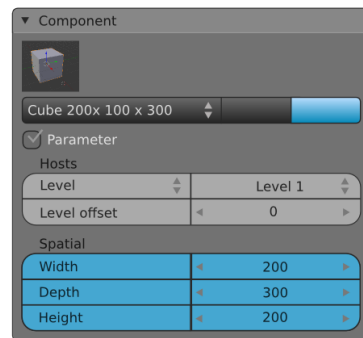 Component
Cube 200x 100 x 300
Parameter
Hosts
Level Level 1
Level offset 0
Spatial
Width 200
Depth 300
Height 200